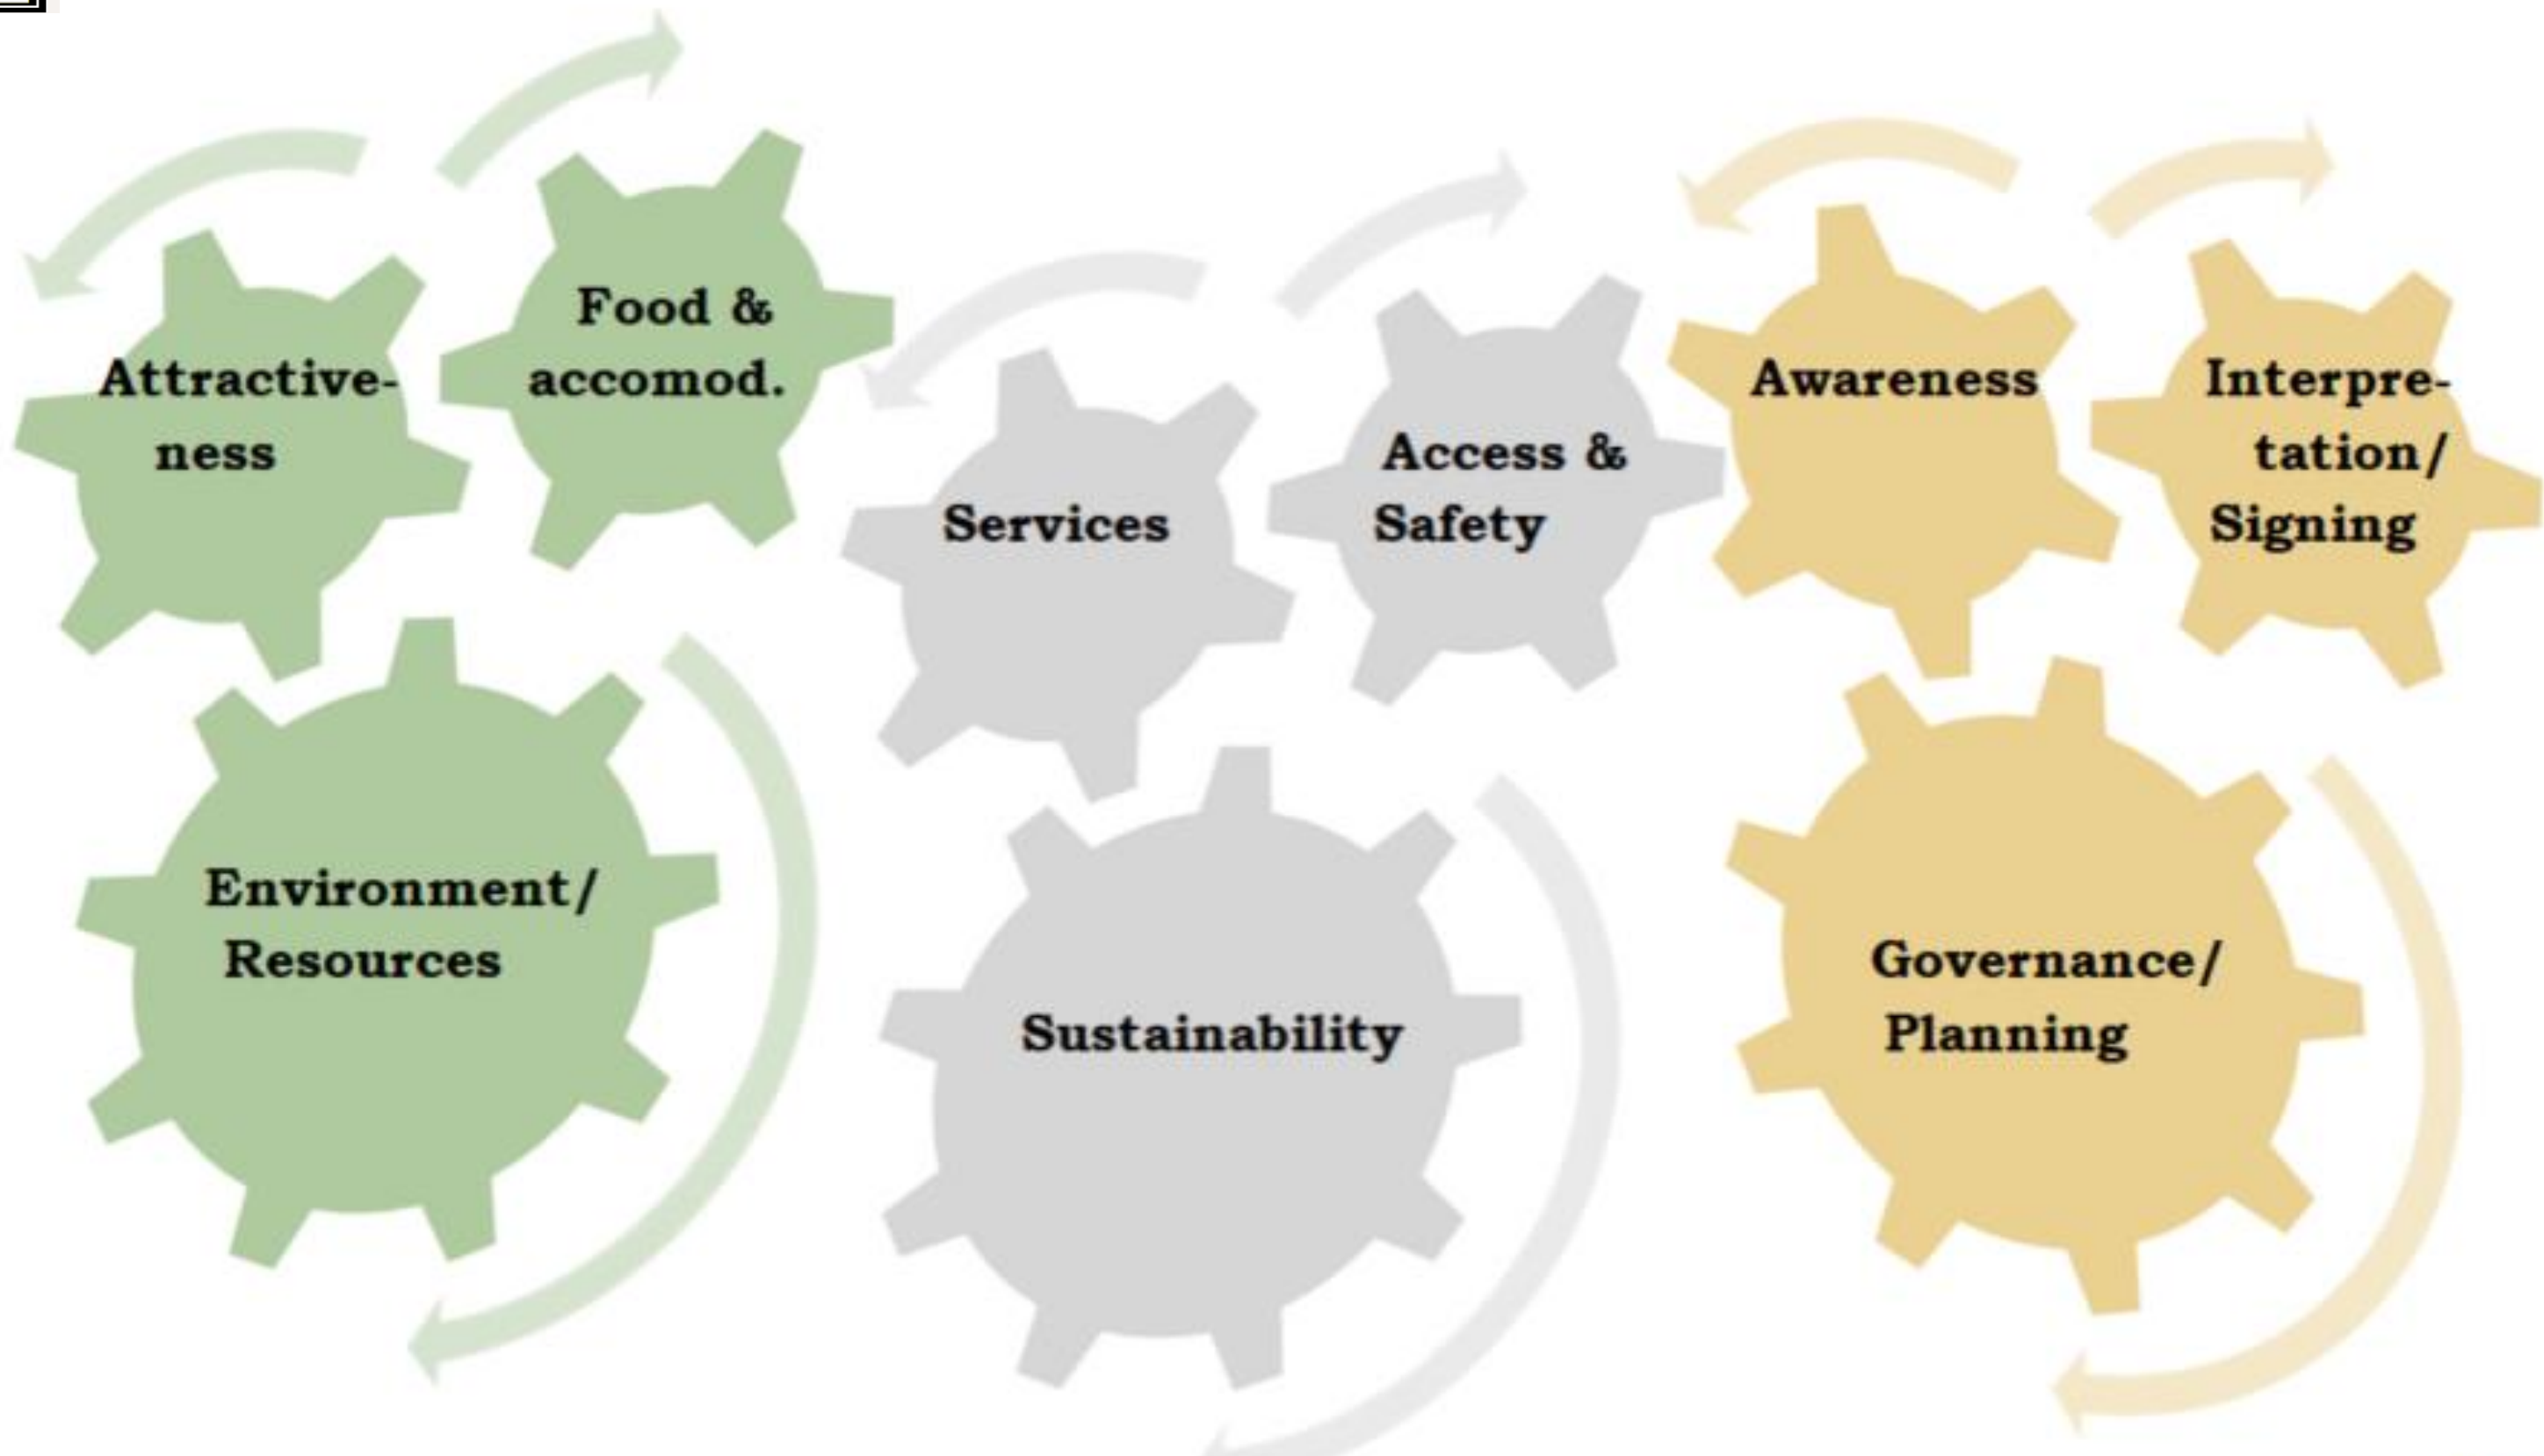 Attractive-
ness
Food &
accomod.
Environment/
Resources
Services
Access &
Safety
Sustainability
Awareness
Interpre-
tation/
Signing
Governance/
Planning